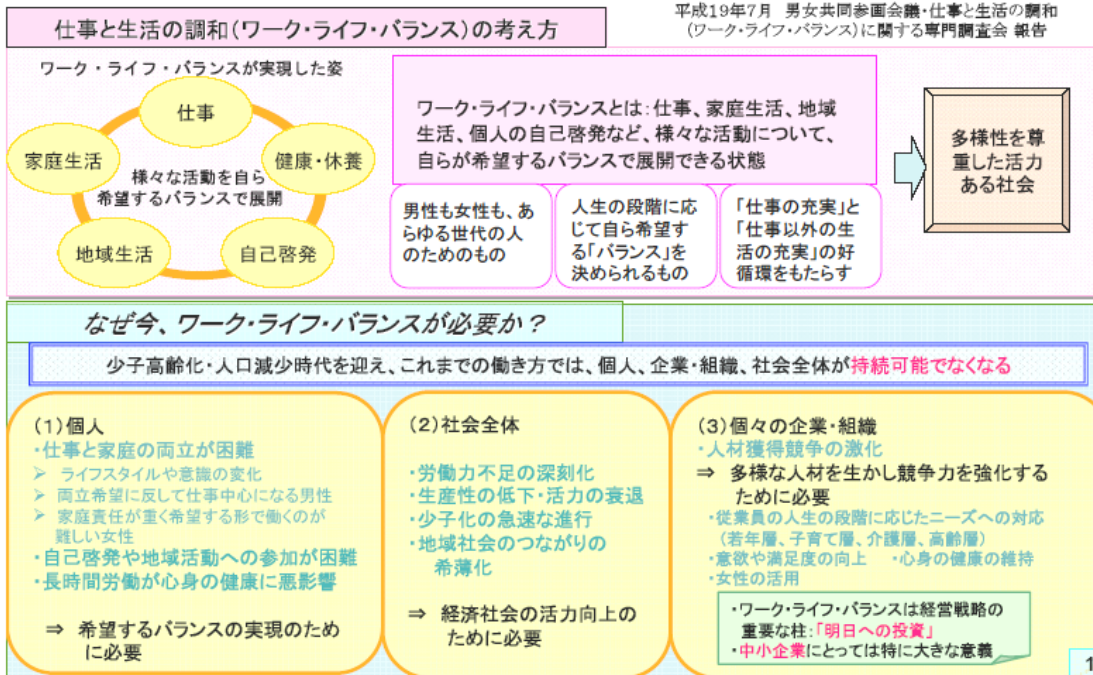 仕事と生活の調和(ワーク・ライフ・バランス)の考え方
平成19年7月 男女共同参画会議・仕事と生活の調和
(ワーク・ライフ・バランス)に関する専門調査会 報告
ワーク・ライフ・バランスが実現した姿
仕事
家庭生活
健康・休養
様々な活動を自ら
希望するバランスで展開
地域生活
自己啓発
ワーク・ライフ・バランスとは:仕事、家庭生活、地域
生活、個人の自己啓発など、様々な活動について、
自らが希望するバランスで展開できる状態
男性も女性も、あ
らゆる世代の人
のためのもの
人生の段階に応
じて自ら希望す
る「バランス」を
決められるもの
「仕事の充実」と
「仕事以外の生
活の充実」の好
循環をもたらす
多様性を尊
重した活力
ある社会
なぜ今、ワーク・ライフ・バランスが必要か?
少子高齢化・人口減少時代を迎え、これまでの働き方では、個人、企業・組織、社会全体が持続可能でなくなる
(1)個人
・仕事と家庭の両立が困難
➢ ライフスタイルや意識の変化
➢ 両立希望に反して仕事中心になる男性
➢ 家庭責任が重く希望する形で働くのが
難しい女性
・自己啓発や地域活動への参加が困難
・長時間労働が心身の健康に悪影響
⇒ 希望するバランスの実現のため
に必要
(2)社会全体
・労働力不足の深刻化
・生産性の低下・活力の衰退
・少子化の急速な進行
・地域社会のつながりの
希薄化
⇒ 経済社会の活力向上の
ために必要
(3)個々の企業・組織
・人材獲得競争の激化
⇒ 多様な人材を生かし競争力を強化する
ために必要
・従業員の人生の段階に応じたニーズへの対応
(若年層、子育て層、介護層、高齢層)
・意欲や満足度の向上 ・心身の健康の維持
・女性の活用
・ワーク・ライフ・バランスは経営戦略の
重要な柱:「明日への投資」
・中小企業にとっては特に大きな意義
1